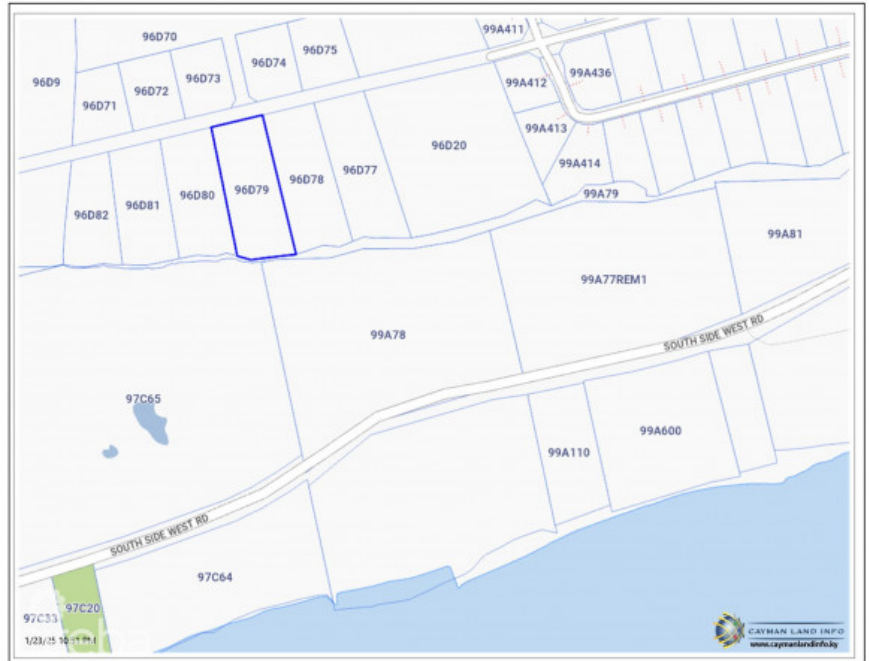 99A411
96D70
96D75
96D74
96D9
96D73
99A436
99A412
96D72
96D71
99A413
96D20
99A414
96D78
96D77
96D79
96D80
99A79
96D81
96D82
99A81
99A77REM1
99A78
SOUTH SIDE WEST RD
97C65
99A600
99A110
SOUTH SIDE WEST RD
97C64
97C20
97C33
CAYMAN LAND INFO
www.caymanlandinfo.ky